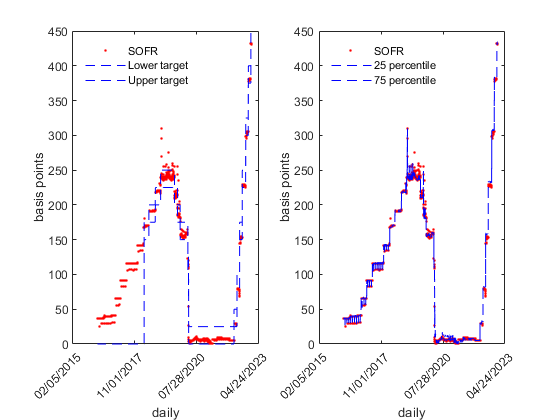 450
400
350
300
250
200
150
100
50
0
basis points
SOFR
Lower target
Upper target
02/05/2015
11/01/2017
07/28/2020
04/24/2023
daily
450
400
350
300
250
200
150
100
50
0
basis points
SOFR
25 percentile
75 percentile
02/05/2015
11/01/2017
07/28/2020
04/24/2023
daily